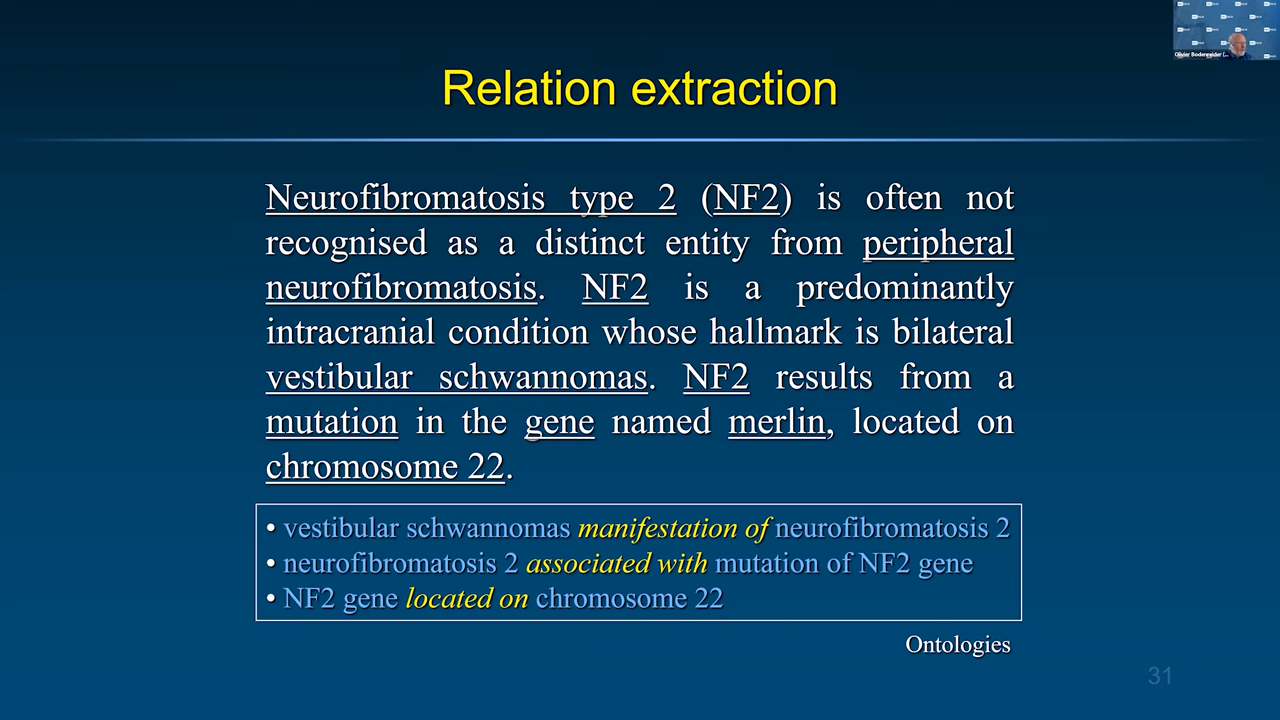 Olivier Bodenreider (...
Relation extraction
Neurofibromatosis type 2 (NF2) is often not
recognised as a distinct entity from peripheral
neurofibromatosis. NF2 is a predominantly
intracranial condition whose hallmark is bilateral
vestibular schwannomas. NF2 results from a
mutation in the gene named merlin, located on
chromosome 22.
• vestibular schwannomas manifestation of neurofibromatosis 2
• neurofibromatosis 2 associated with mutation of NF2 gene
• NF2 gene located on chromosome 22
Ontologies
31